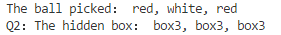 The ball picked:  red, white, red
Q2: The hidden box:  box3, box3, box3